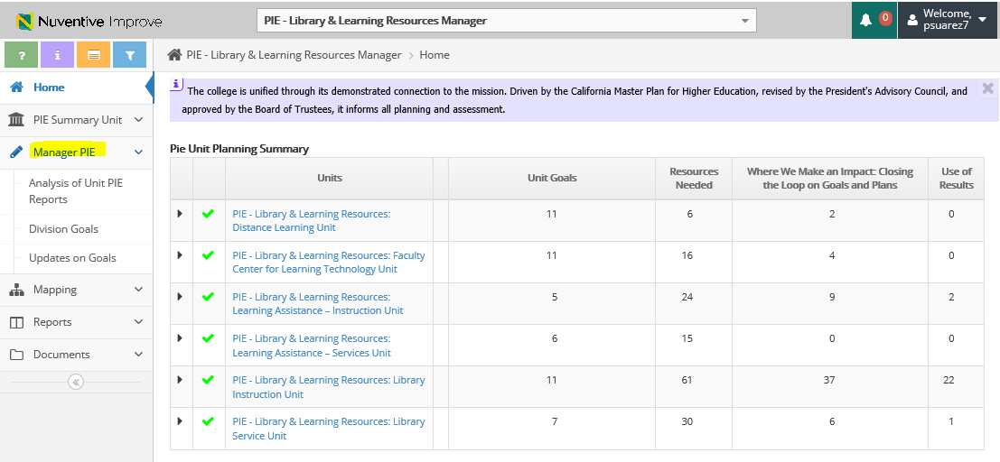 Nuventive Improve
PIE - Library & Learning Resources Manager
0
Welcome,
psuarez7
?
i
PIE - Library & Learning Resources Manager > Home
Home
PIE Summary Unit
Manager PIE
Analysis of Unit PIE
Reports
Division Goals
Updates on Goals
Mapping
Reports
Documents
i
The college is unified through its demonstrated connection to the mission. Driven by the California Master Plan for Higher Education, revised by the President's Advisory Council, and
approved by the Board of Trustees, it informs all planning and assessment.
Pie Unit Planning Summary
Units
Unit Goals
Resources
Needed
Where We Make an Impact: Closing
the Loop on Goals and Plans
Use of
Results
PIE - Library & Learning Resources:
Distance Learning Unit
11
6
2
0
PIE - Library & Learning Resources: Faculty
Center for Learning Technology Unit
11
16
4
0
PIE - Library & Learning Resources:
Learning Assistance – Instruction Unit
5
24
9
2
PIE - Library & Learning Resources:
Learning Assistance – Services Unit
6
15
0
0
PIE - Library & Learning Resources: Library
Instruction Unit
11
61
37
22
PIE - Library & Learning Resources: Library
Service Unit
7
30
6
1